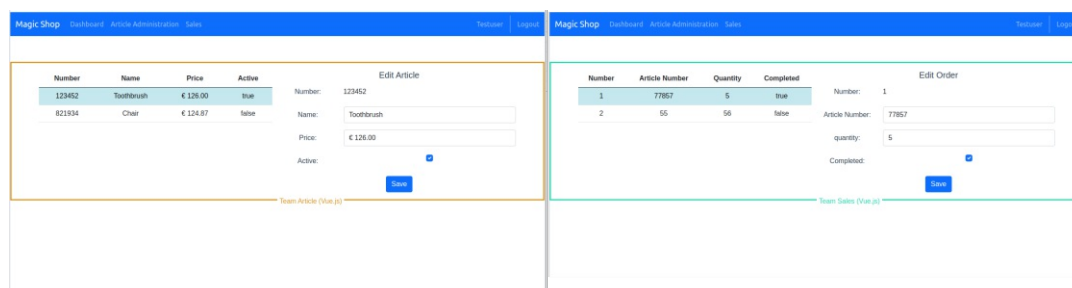 Magic Shop Dashboard Article Administration Sales Testuser Logout
Edit Article
Number Name Price Active
123452 Toothbrush € 126.00 true
821934 Chair € 124.87 false
Number: 123452
Name: Toothbrush
Price: € 126.00
Active:
Save
Team Article (Vue.js)
Magic Shop Dashboard Article Administration Sales Testuser Logo
Edit Order
Number Article Number Quantity Completed
1 77857 5 true
2 55 56 false
Number: 1
Article Number: 77857
quantity: 5
Completed:
Save
Team Sales (Vue.js)